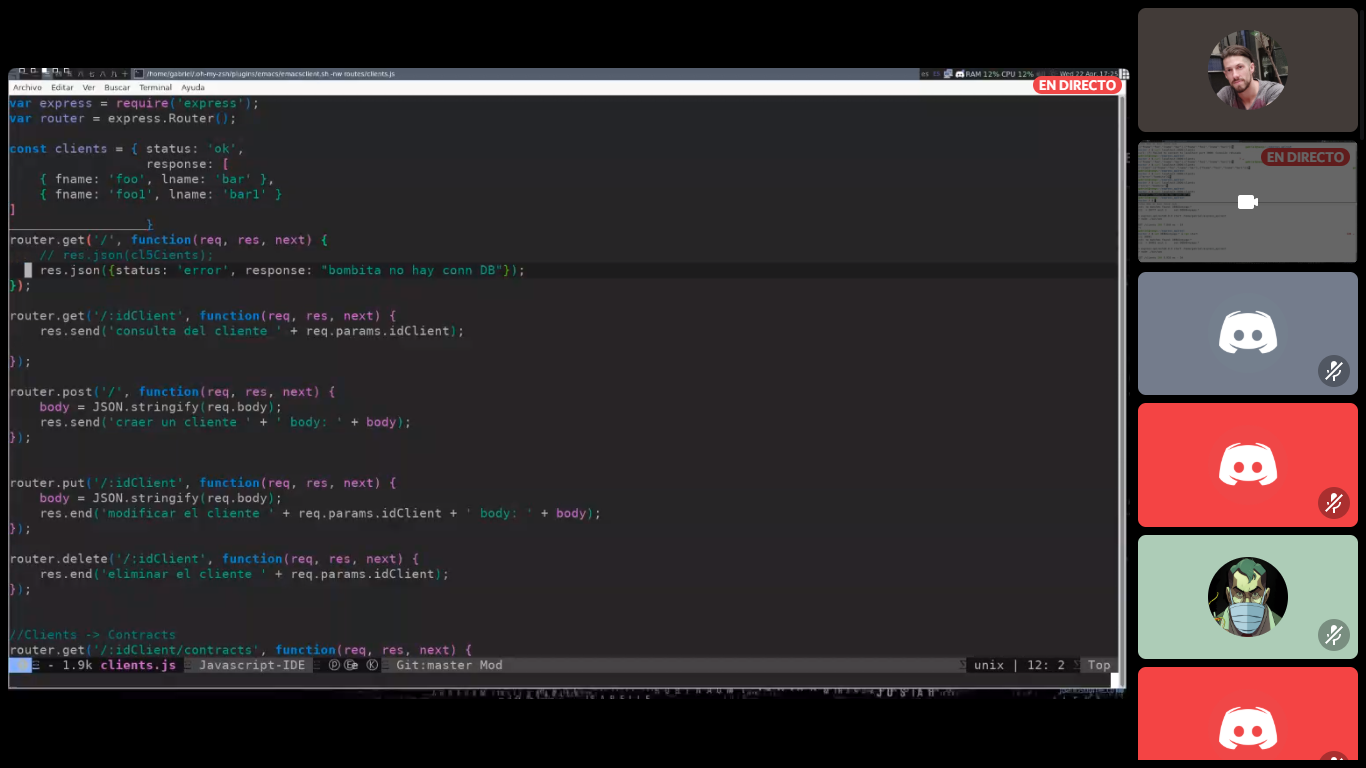 /home/gabriel/.oh-my-zsh/plugins/emacs/emacsclient.sh -nw routes/clients.js
es
RAM 12% CPU 12%
Wed 22 Apr, 17:25
Archivo Editar Ver Buscar Terminal Ayuda
EN DIRECTO
var express = require('express');
var router = express.Router();
const clients = { status: 'ok',
response: [
{ fname: 'foo', lname: 'bar' },
{ fname: 'foo1', lname: 'bar1' }
]
}
router.get('/', function(req, res, next) {
// res.json(cl5Cients);
res.json({status: 'error', response: "bombita no hay conn DB"});
});
router.get('/:idClient', function(req, res, next) {
res.send('consulta del cliente ' + req.params.idClient);
});
router.post('/', function(req, res, next) {
body = JSON.stringify(req.body);
res.send('craer un cliente ' + ' body: ' + body);
});
router.put('/:idClient', function(req, res, next) {
body = JSON.stringify(req.body);
res.end('modificar el cliente ' + req.params.idClient + ' body: ' + body);
});
router.delete('/:idClient', function(req, res, next) {
res.end('eliminar el cliente ' + req.params.idClient);
});
//Clients -> Contracts
router.get('/:idClient/contracts', function(req, res, next) {
- 1.9k clients.js Javascript-IDE Git:master Mod unix | 12: 2 Top
EN DIRECTO